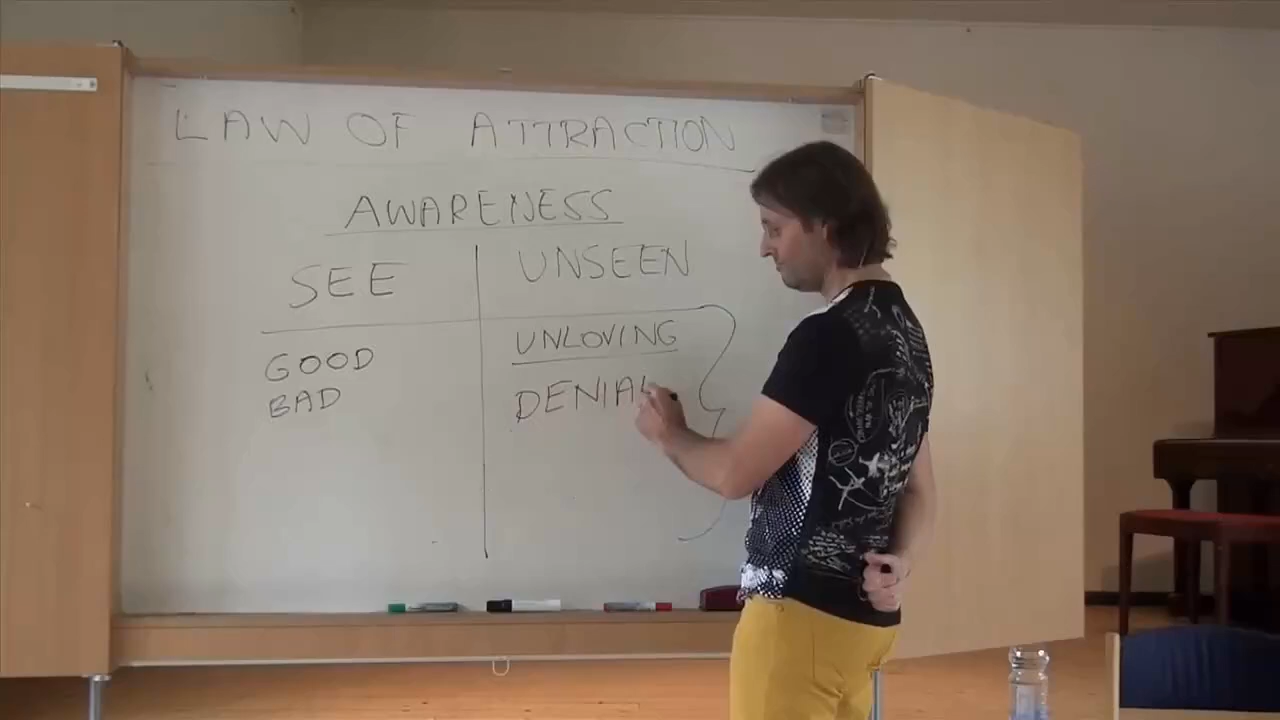 LAW OF ATTRACTION
AWARENESS
SEE
UNSEEN
GOOD
BAD
UNLOVING
DENIAL